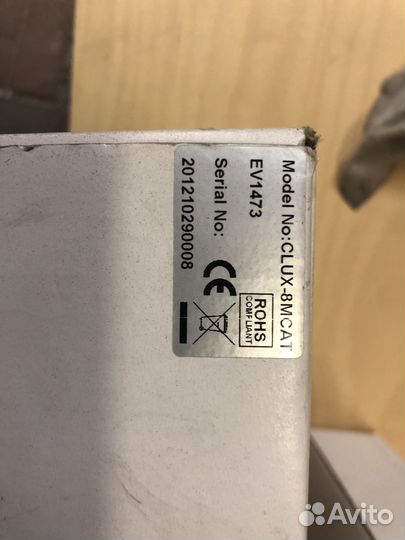 Model No:CLUX-8MCAT
EV1473
Serial No:
201210290008
CE
ROHS
COMPLIANT
Avito